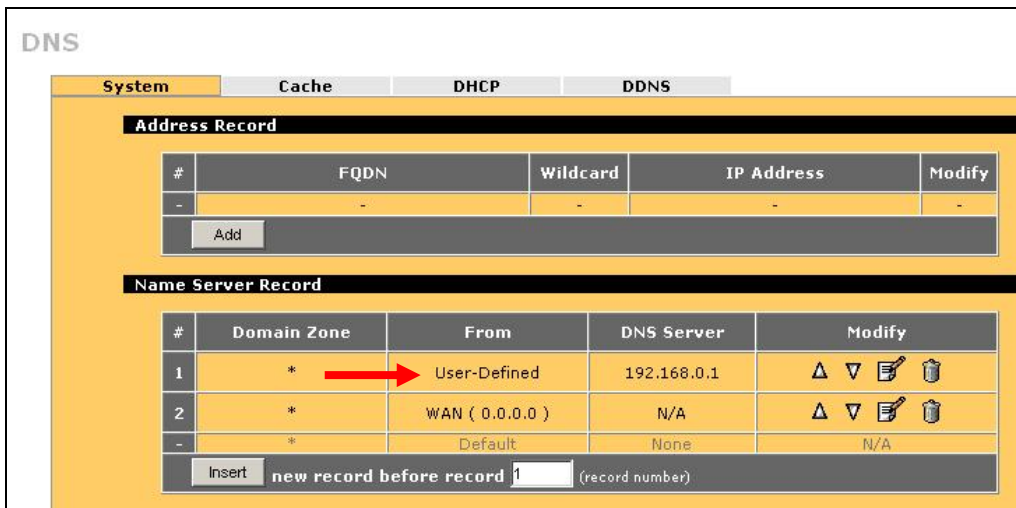 DNS
System Cache DHCP DDNS
Address Record
# FQDN Wildcard IP Address Modify
- - - - -
Add
Name Server Record
# Domain Zone From DNS Server Modify
1 * User-Defined 192.168.0.1
2 * WAN ( 0.0.0.0 ) N/A
- * Default None N/A
Insert new record before record 1 (record number)